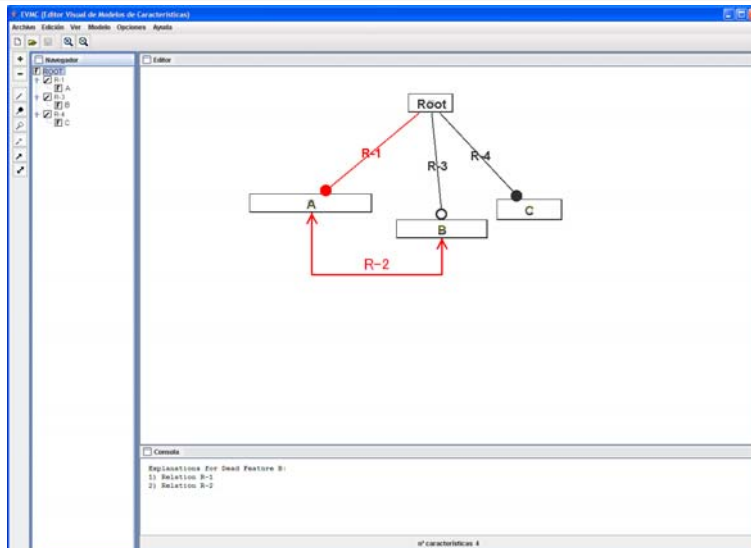 EVMC (Editor Visual de Modelos de Características)
Archivo Edición Ver Modelo Opciones Ayuda
Navegador
ROOT
R-1
A
R-3
B
R-4
C
Editor
Root
R-1
R-3
R-4
A
B
C
R-2
Consola
Explanations for Dead Feature B:
1) Relation R-1
2) Relation R-2
nº características 4